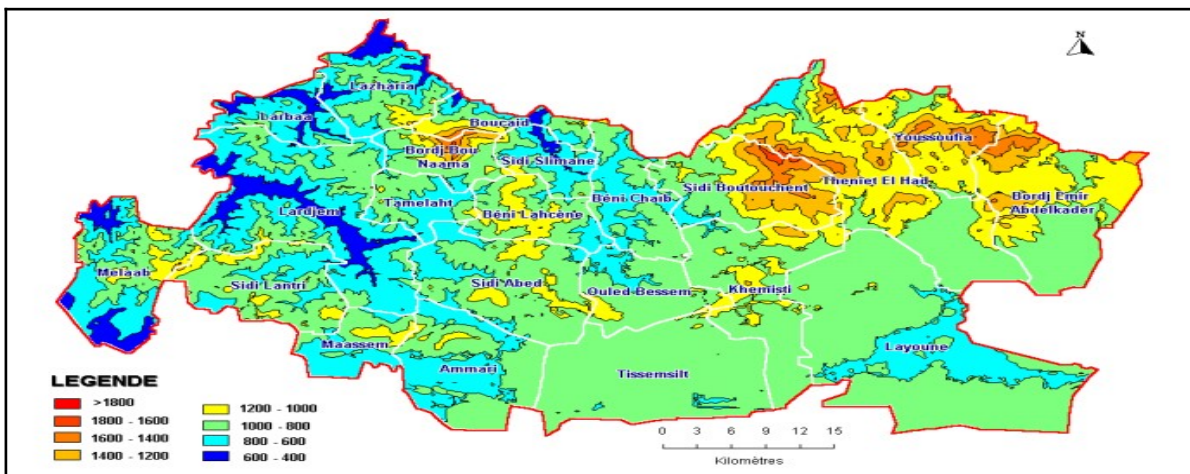 N
Lazharia
Larbaa
Boucaid
Youssoufia
Bordj Bou
Naama
Sidi Slimane
Sidi Boutouchent
Theniet El Had
Béni Chaib
Bordj Emir
Abdelkader
Tamelaht
Béni Lahcene
Lardjem
Melaab
Sidi Lantri
Sidi Abed
Ouled Bessem
Khemisti
Maassem
Layoune
Ammari
Tissemsilt
LEGENDE
>1800
1800 - 1600
1600 - 1400
1400 - 1200
1200 - 1000
1000 - 800
800 - 600
600 - 400
0 3 6 9 12 15
Kilomètres